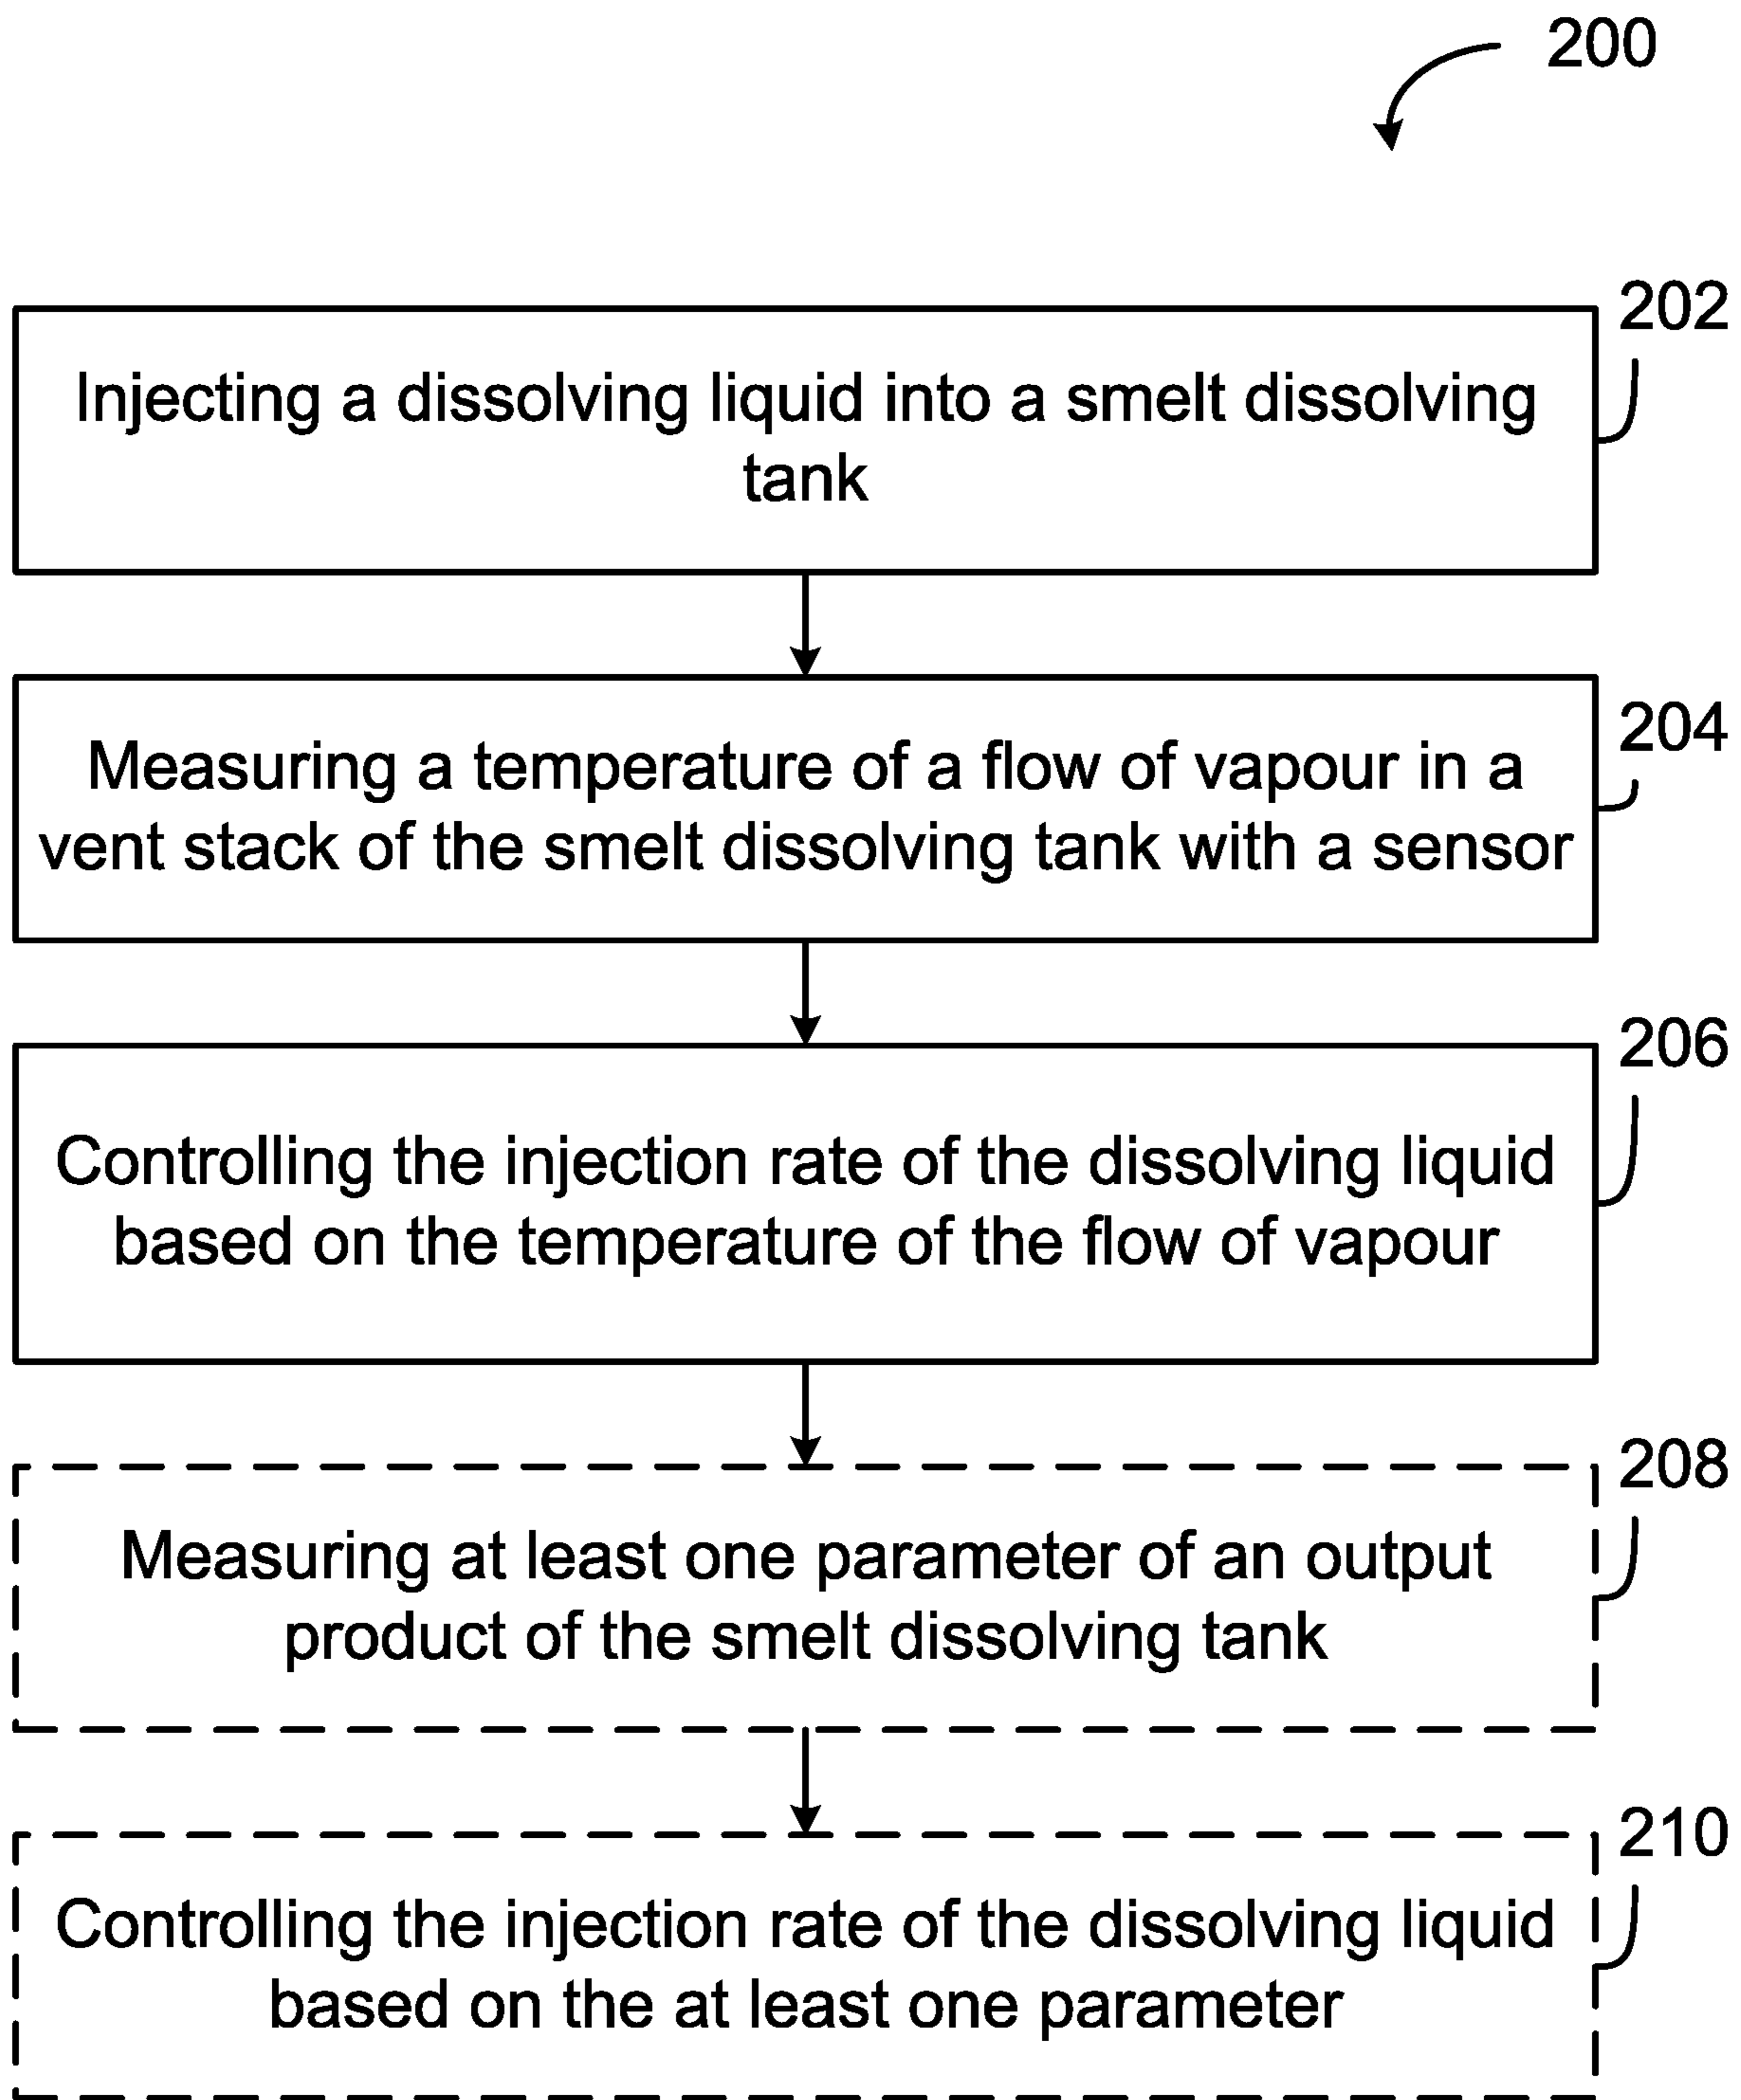 200
202
Injecting a dissolving liquid into a smelt dissolving
tank
204
Measuring a temperature of a flow of vapour in a
vent stack of the smelt dissolving tank with a sensor
206
Controlling the injection rate of the dissolving liquid
based on the temperature of the flow of vapour
208
Measuring at least one parameter of an output
product of the smelt dissolving tank
210
Controlling the injection rate of the dissolving liquid
based on the at least one parameter